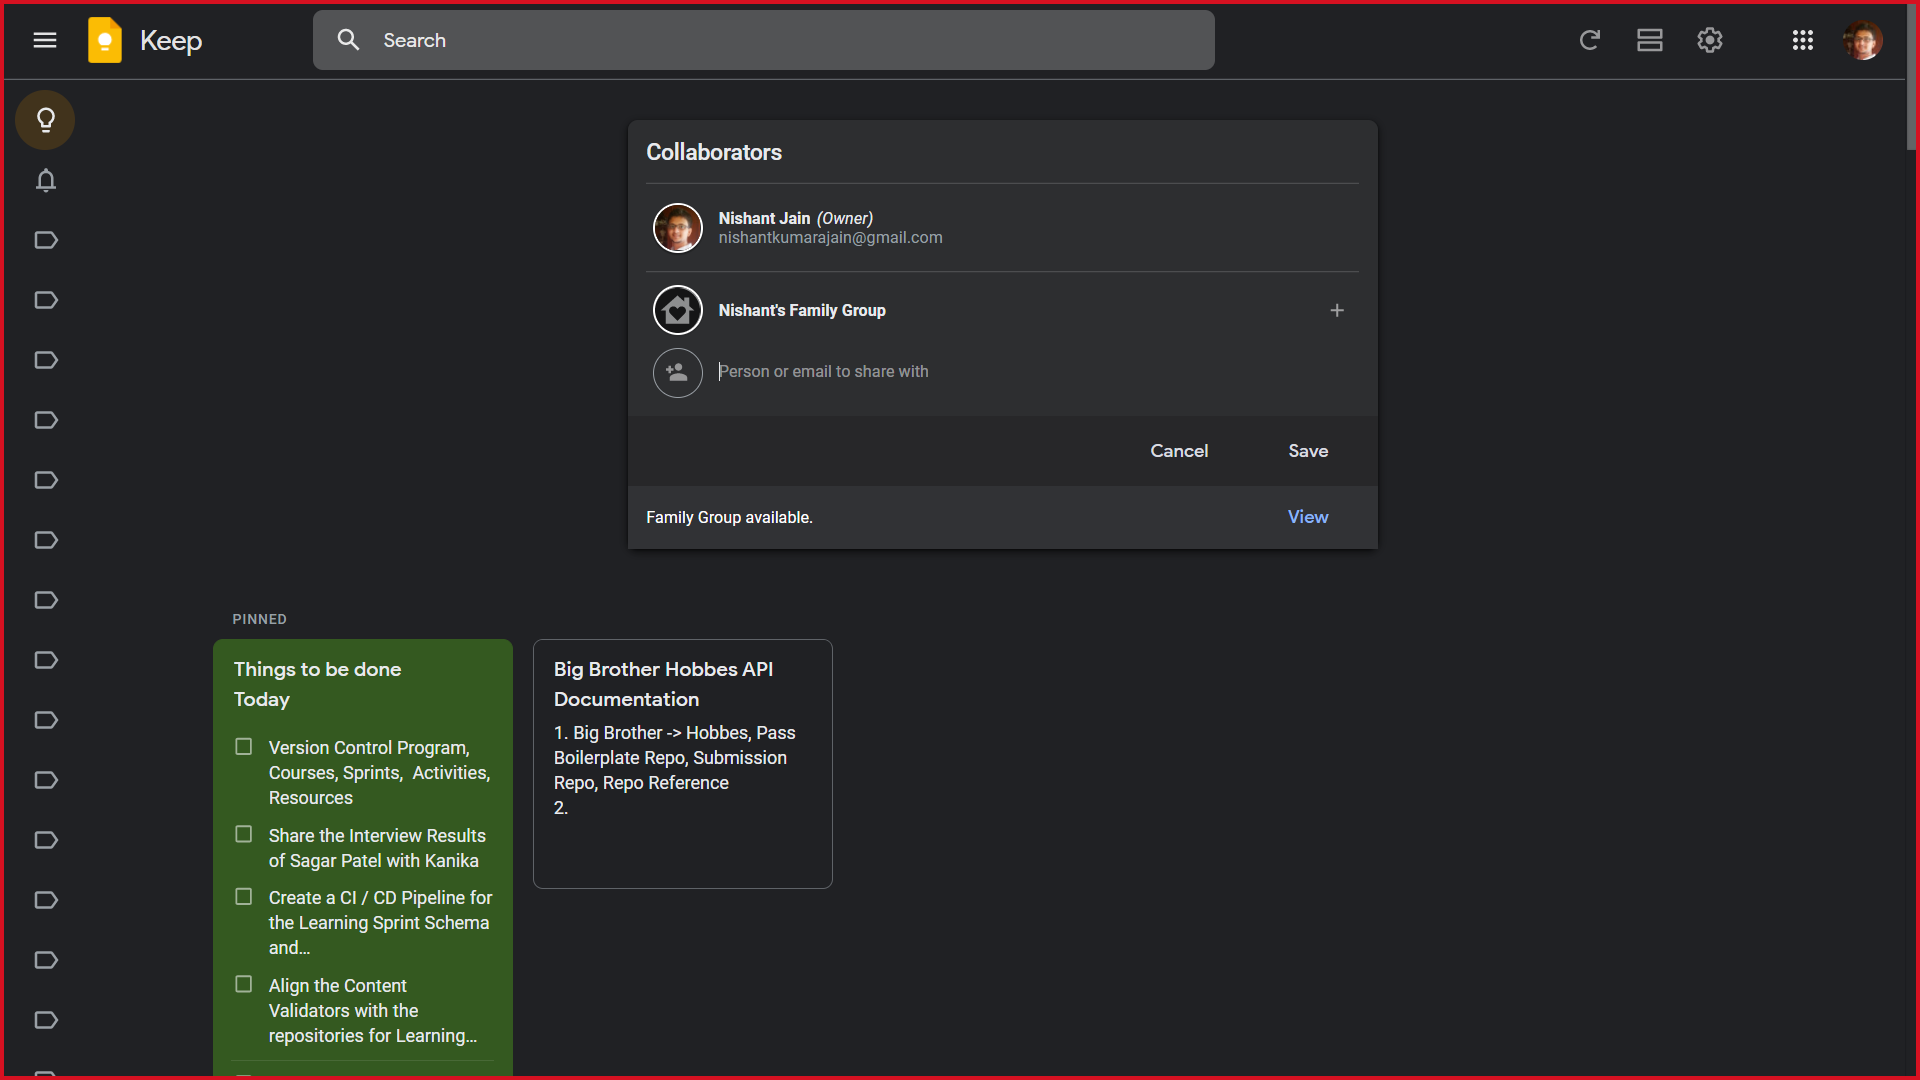 Keep
Search
Collaborators
Nishant Jain (Owner)
nishantkumarajain@gmail.com
Nishant's Family Group
Person or email to share with
Cancel
Save
Family Group available.
View
PINNED
Things to be done
Today
Version Control Program,
Courses, Sprints,  Activities,
Resources
Share the Interview Results
of Sagar Patel with Kanika
Create a CI / CD Pipeline for
the Learning Sprint Schema
and…
Align the Content
Validators with the
repositories for Learning…
Big Brother Hobbes API
Documentation
1. Big Brother -> Hobbes, Pass
Boilerplate Repo, Submission
Repo, Repo Reference
2.